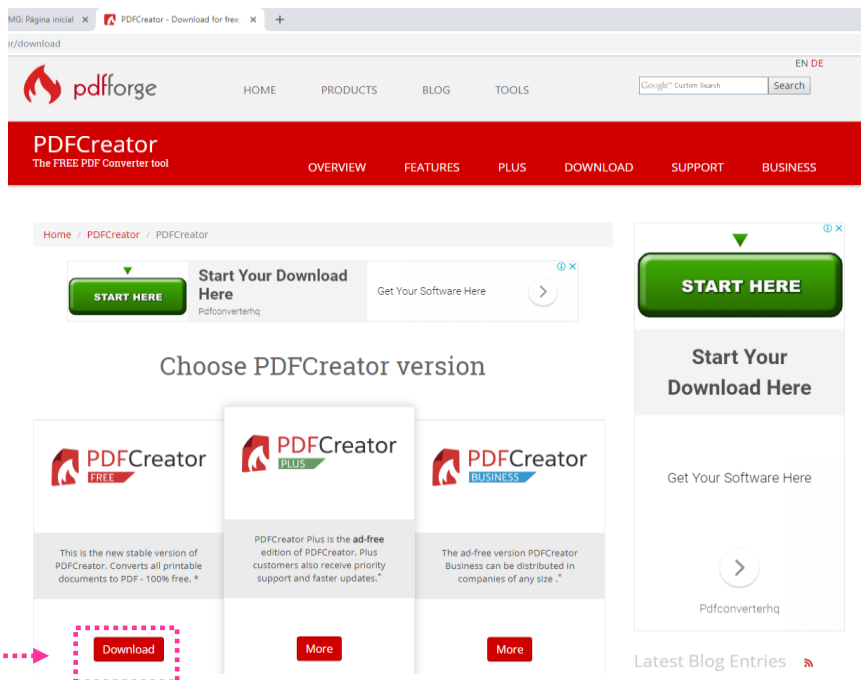 MG: Página inicial
PDFCreator - Download for free,
or/download
EN DE
pdfforge
HOME
PRODUCTS
BLOG
TOOLS
Google™ Custom Search
Search
PDFCreator
The FREE PDF Converter tool
OVERVIEW
FEATURES
PLUS
DOWNLOAD
SUPPORT
BUSINESS
Home / PDFCreator / PDFCreator
START HERE
Start Your Download
Here
Pdfconverterhq
Get Your Software Here
START HERE
Start Your
Download Here
Get Your Software Here
Pdfconverterhq
Choose PDFCreator version
PDFCreator
FREE
This is the new stable version of
PDFCreator. Converts all printable
documents to PDF - 100% free. *
Download
PDFCreator
PLUS
PDFCreator Plus is the ad-free
edition of PDFCreator. Plus
customers also receive priority
support and faster updates.*
More
PDFCreator
BUSINESS
The ad-free version PDFCreator
Business can be distributed in
companies of any size .*
More
Latest Blog Entries